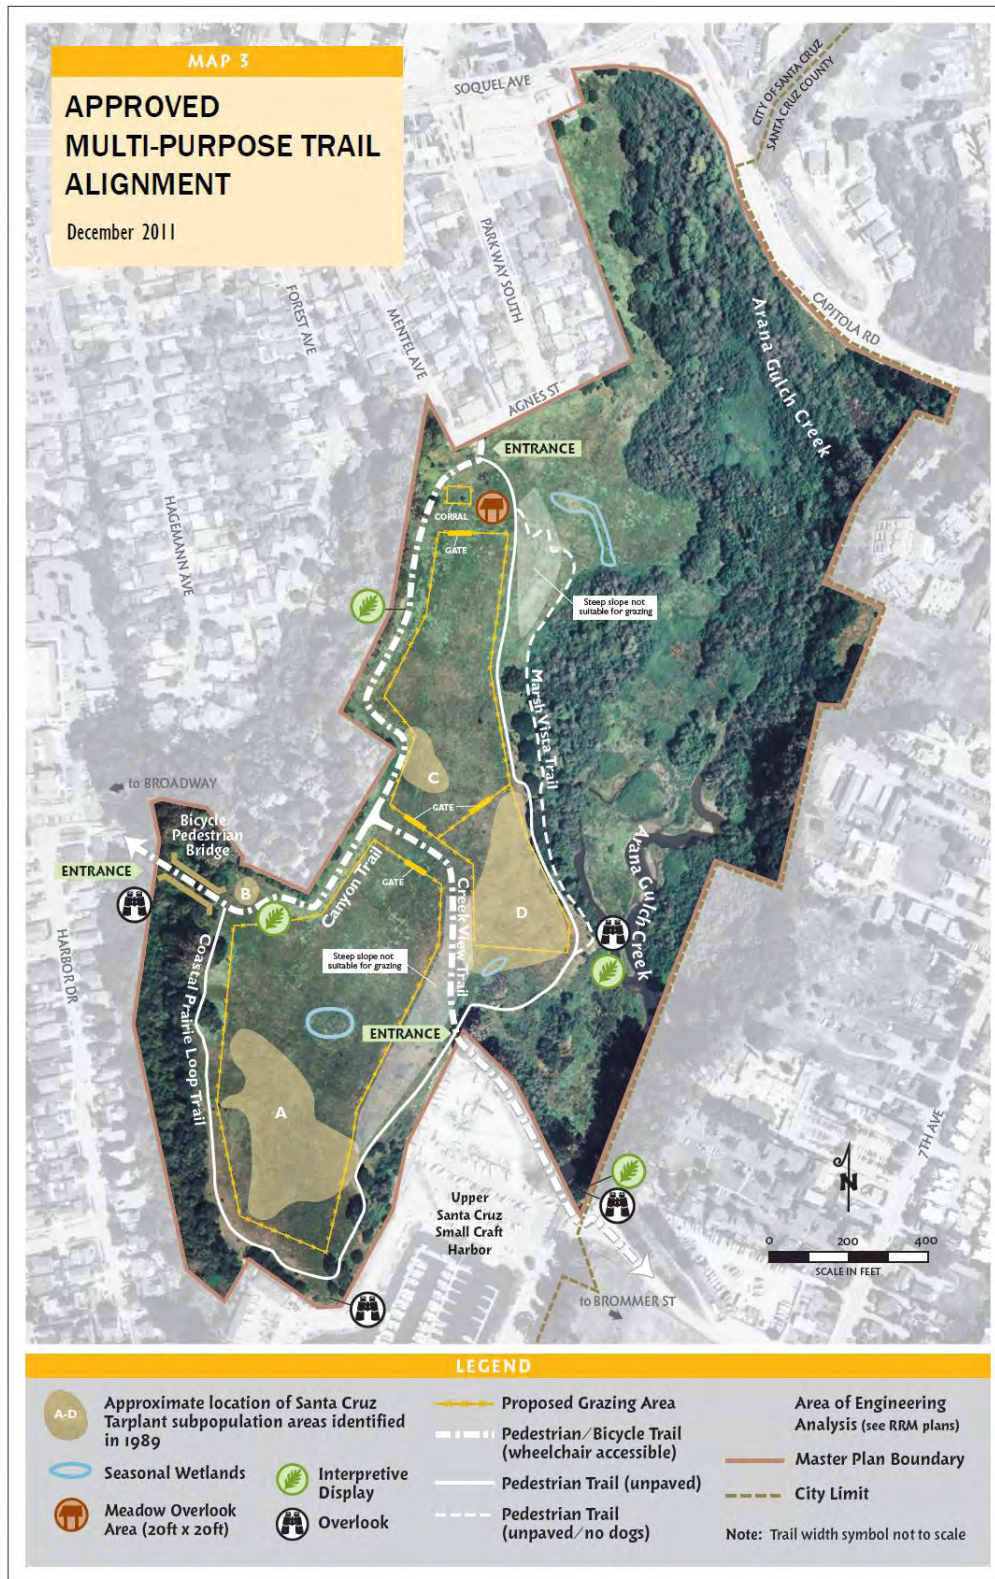 MAP 3
APPROVED
MULTI-PURPOSE TRAIL
ALIGNMENT
December 2011
SOQUEL AVE
CITY OF SANTA CRUZ
SANTA CRUZ COUNTY
PARKWAY SOUTH
FOREST AVE
MENTEL AVE
CAPITOLA RD
Arana Gulch Creek
AGNES ST
ENTRANCE
HAGEMANN AVE
CORRAL
GATE
Steep slope not
suitable for grazing
Marsh Vista Trail
C
to BROADWAY
GATE
Bicycle
Pedestrian
Bridge
Arana Gulch Creek
Canyon Trail
ENTRANCE
GATE
B
D
Creek View Trail
HARBOR DR
Coastal Prairie Loop Trail
Steep slope not
suitable for grazing
ENTRANCE
A
7TH AVE
N
Upper
Santa Cruz
Small Craft
Harbor
0 200 400
SCALE IN FEET
to BROMMER ST
LEGEND
A-D
Approximate location of Santa Cruz
Tarplant subpopulation areas identified
in 1989
Seasonal Wetlands
Meadow Overlook
Area (20ft x 20ft)
Interpretive
Display
Overlook
Proposed Grazing Area
Pedestrian/Bicycle Trail
(wheelchair accessible)
Pedestrian Trail (unpaved)
Pedestrian Trail
(unpaved/no dogs)
Area of Engineering
Analysis (see RRM plans)
Master Plan Boundary
City Limit
Note: Trail width symbol not to scale